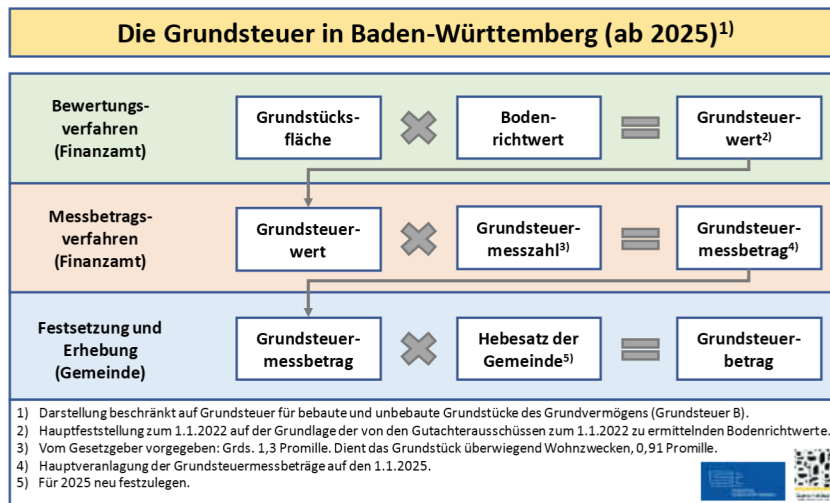 Die Grundsteuer in Baden-Württemberg (ab 2025)1)
Bewertungs-
verfahren
(Finanzamt)
Grundstücks-
fläche
Boden-
richtwert
Grundsteuer-
wert2)
Messbetrags-
verfahren
(Finanzamt)
Grundsteuer-
wert
Grundsteuer-
messzahl3)
Grundsteuer-
messbetrag4)
Festsetzung und
Erhebung
(Gemeinde)
Grundsteuer-
messbetrag
Hebesatz der
Gemeinde5)
Grundsteuer-
betrag
1) Darstellung beschränkt auf Grundsteuer für bebaute und unbebaute Grundstücke des Grundvermögens (Grundsteuer B).
2) Hauptfeststellung zum 1.1.2022 auf der Grundlage der von den Gutachterausschüssen zum 1.1.2022 zu ermittelnden Bodenrichtwerte.
3) Vom Gesetzgeber vorgegeben: Grds. 1,3 Promille. Dient das Grundstück überwiegend Wohnzwecken, 0,91 Promille.
4) Hauptveranlagung der Grundsteuermessbeträge auf den 1.1.2025.
5) Für 2025 neu festzulegen.